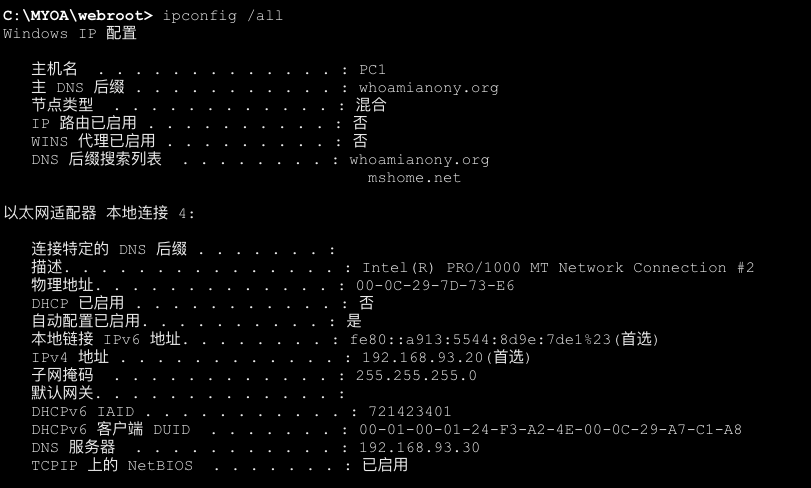 C:\MYOA\webroot> ipconfig /all
Windows IP 配置
主机名 . . . . . . . . . . . . . : PC1
主 DNS 后缀 . . . . . . . . . . . : whoamianony.org
节点类型 . . . . . . . . . . . . : 混合
IP 路由已启用 . . . . . . . . . . : 否
WINS 代理已启用 . . . . . . . . . : 否
DNS 后缀搜索列表 . . . . . . . . : whoamianony.org
mshome.net
以太网适配器 本地连接 4:
连接特定的 DNS 后缀 . . . . . . . :
描述. . . . . . . . . . . . . . . : Intel(R) PRO/1000 MT Network Connection #2
物理地址. . . . . . . . . . . . . : 00-0C-29-7D-73-E6
DHCP 已启用 . . . . . . . . . . . : 否
自动配置已启用. . . . . . . . . . : 是
本地链接 IPv6 地址. . . . . . . . : fe80::a913:5544:8d9e:7de1%23(首选)
IPv4 地址 . . . . . . . . . . . . : 192.168.93.20(首选)
子网掩码 . . . . . . . . . . . . : 255.255.255.0
默认网关. . . . . . . . . . . . . :
DHCPv6 IAID . . . . . . . . . . . : 721423401
DHCPv6 客户端 DUID . . . . . . . : 00-01-00-01-24-F3-A2-4E-00-0C-29-A7-C1-A8
DNS 服务器 . . . . . . . . . . . : 192.168.93.30
TCPIP 上的 NetBIOS . . . . . . . : 已启用